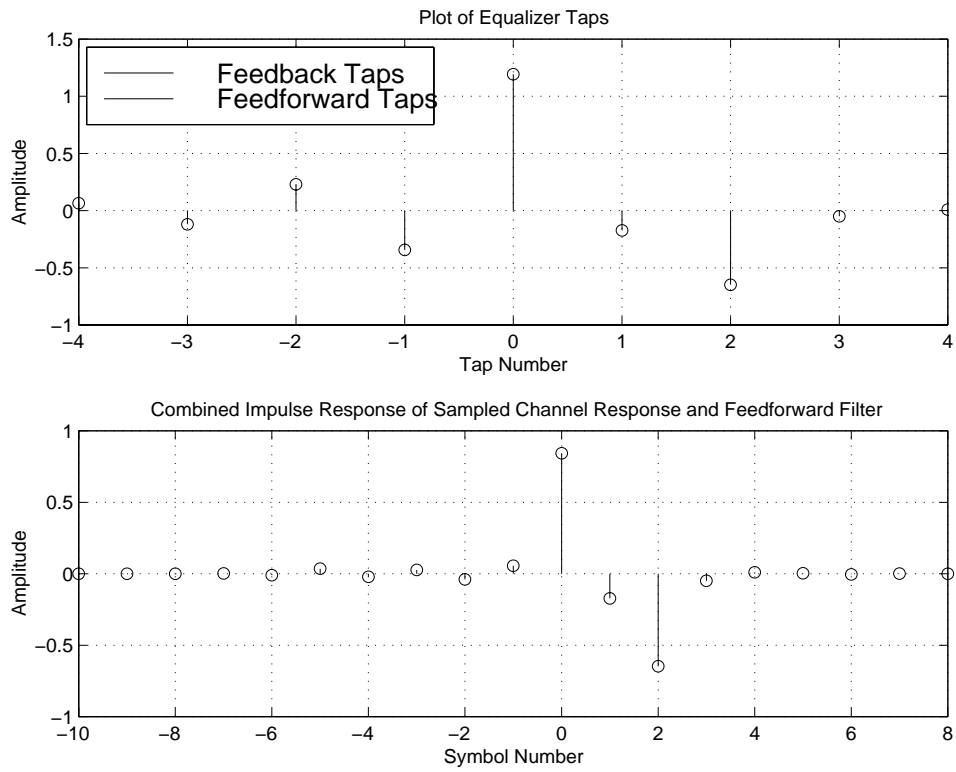 Plot of Equalizer Taps
1.5
1
0.5
0
−0.5
−1
Amplitude
Feedback Taps
Feedforward Taps
−4 −3 −2 −1 0 1 2 3 4
Tap Number
Combined Impulse Response of Sampled Channel Response and Feedforward Filter
1
0.5
0
−0.5
−1
Amplitude
−10 −8 −6 −4 −2 0 2 4 6 8
Symbol Number